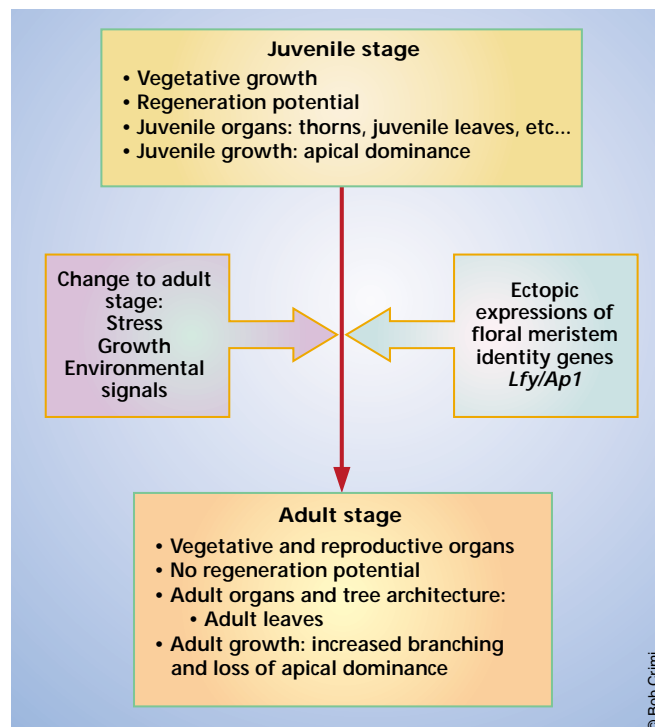 Juvenile stage
• Vegetative growth
• Regeneration potential
• Juvenile organs: thorns, juvenile leaves, etc...
• Juvenile growth: apical dominance
Change to adult
stage:
Stress
Growth
Environmental
signals
Ectopic
expressions of
floral meristem
identity genes
Lfy/Ap1
Adult stage
• Vegetative and reproductive organs
• No regeneration potential
• Adult organs and tree architecture:
• Adult leaves
• Adult growth: increased branching
and loss of apical dominance
© Bob Crimi